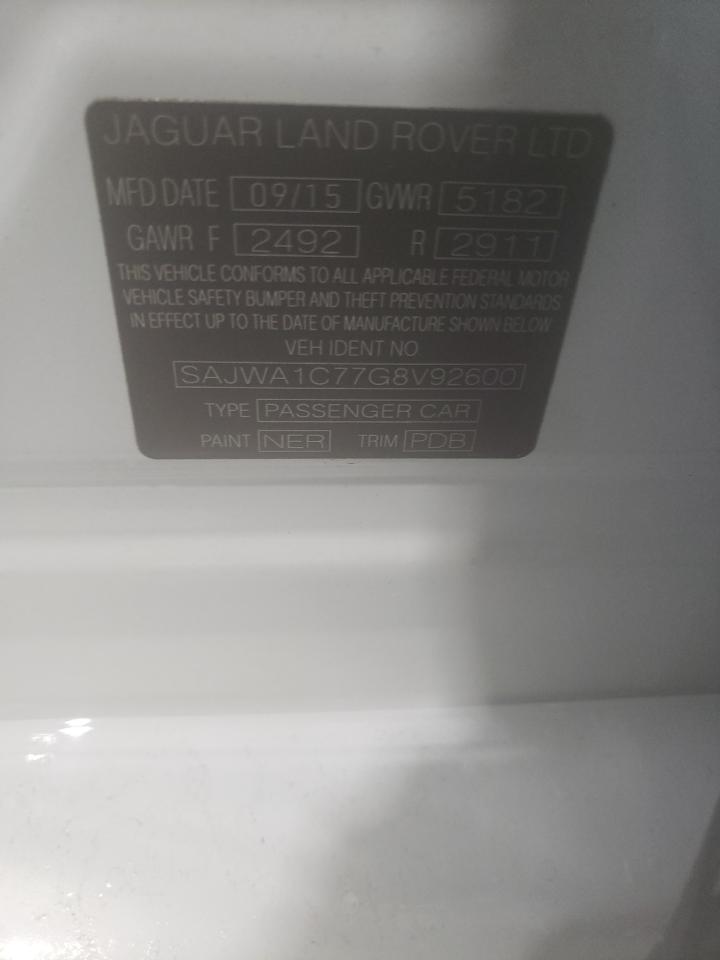 JAGUAR LAND ROVER LTD
MFD DATE 09/15 GVWR 5182
GAWR F 2492 R 2911
THIS VEHICLE CONFORMS TO ALL APPLICABLE FEDERAL MOTOR
VEHICLE SAFETY BUMPER AND THEFT PREVENTION STANDARDS
IN EFFECT UP TO THE DATE OF MANUFACTURE SHOWN BELOW
VEH IDENT NO
SAJWA1C77G8V92600
TYPE PASSENGER CAR
PAINT NER TRIM PDB